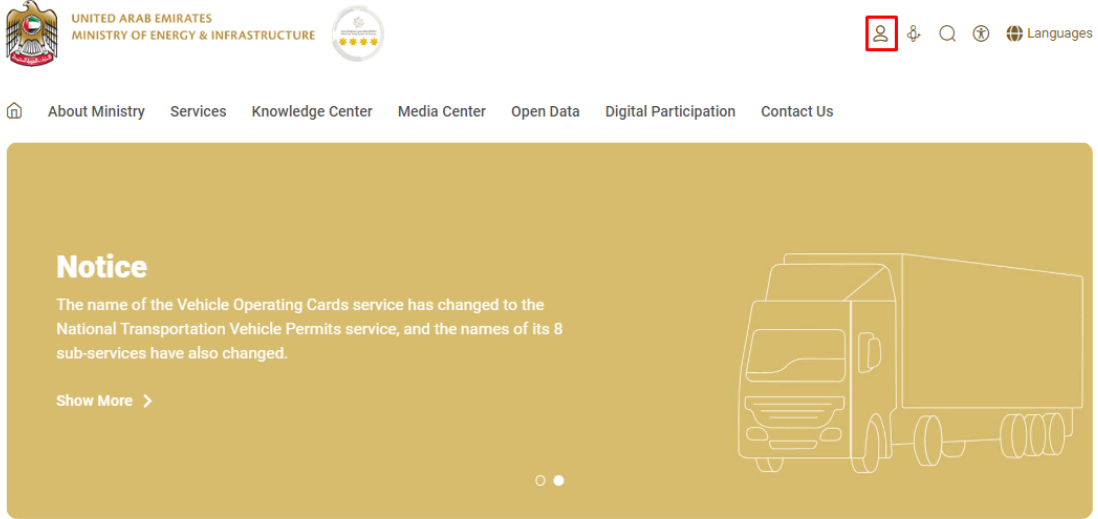 UNITED ARAB EMIRATES
MINISTRY OF ENERGY & INFRASTRUCTURE
Languages
About Ministry Services Knowledge Center Media Center Open Data Digital Participation Contact Us
Notice
The name of the Vehicle Operating Cards service has changed to the
National Transportation Vehicle Permits service, and the names of its 8
sub-services have also changed.
Show More